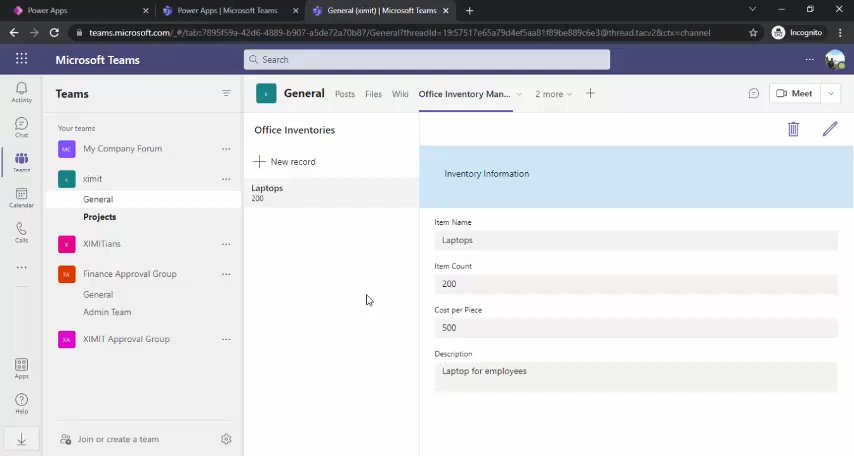 Power Apps
Power Apps | Microsoft Teams
General (ximit) | Microsoft Teams
teams.microsoft.com/_#/tab::7895f59a-42d6-4889-b907-a5de72a70b87/General?threadId=19:57517e65a79d4ef5aa81f89be889c6e3@thread.tacv2&ctx=channel
Incognito
Microsoft Teams
Search
Activity
Chat
Teams
Calendar
Calls
Apps
Help
Teams
Your teams
MC My Company Forum
x ximit
General
Projects
X XIMITians
FA Finance Approval Group
General
Admin Team
XA XIMIT Approval Group
Join or create a team
x General Posts Files Wiki Office Inventory Man... 2 more
Meet
Office Inventories
New record
Laptops
200
Inventory Information
Item Name
Laptops
Item Count
200
Cost per Piece
500
Description
Laptop for employees